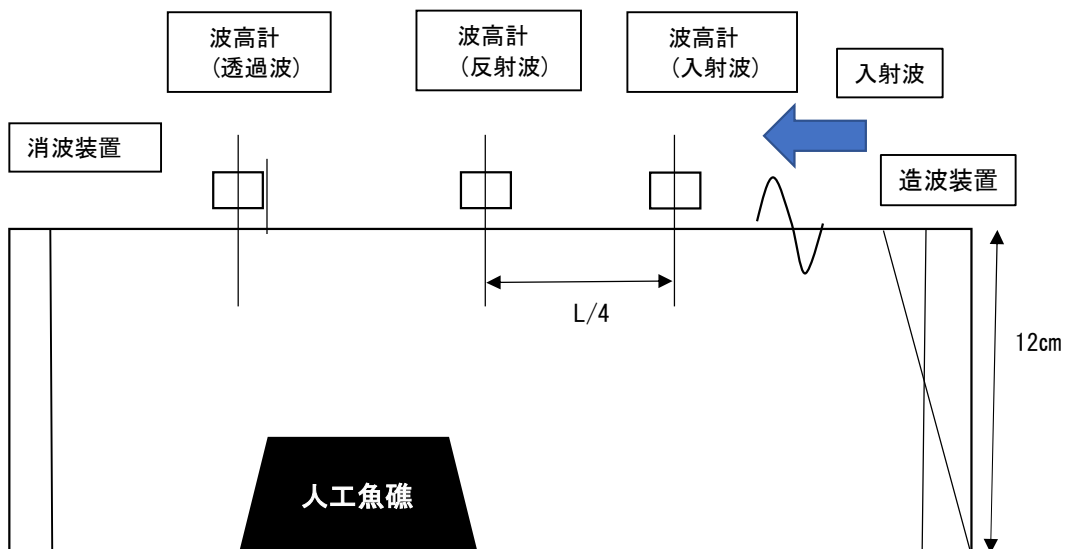 波高計
(透過波)
波高計
(反射波)
波高計
(入射波)
入射波
消波装置
造波装置
L/4
12cm
人工魚礁